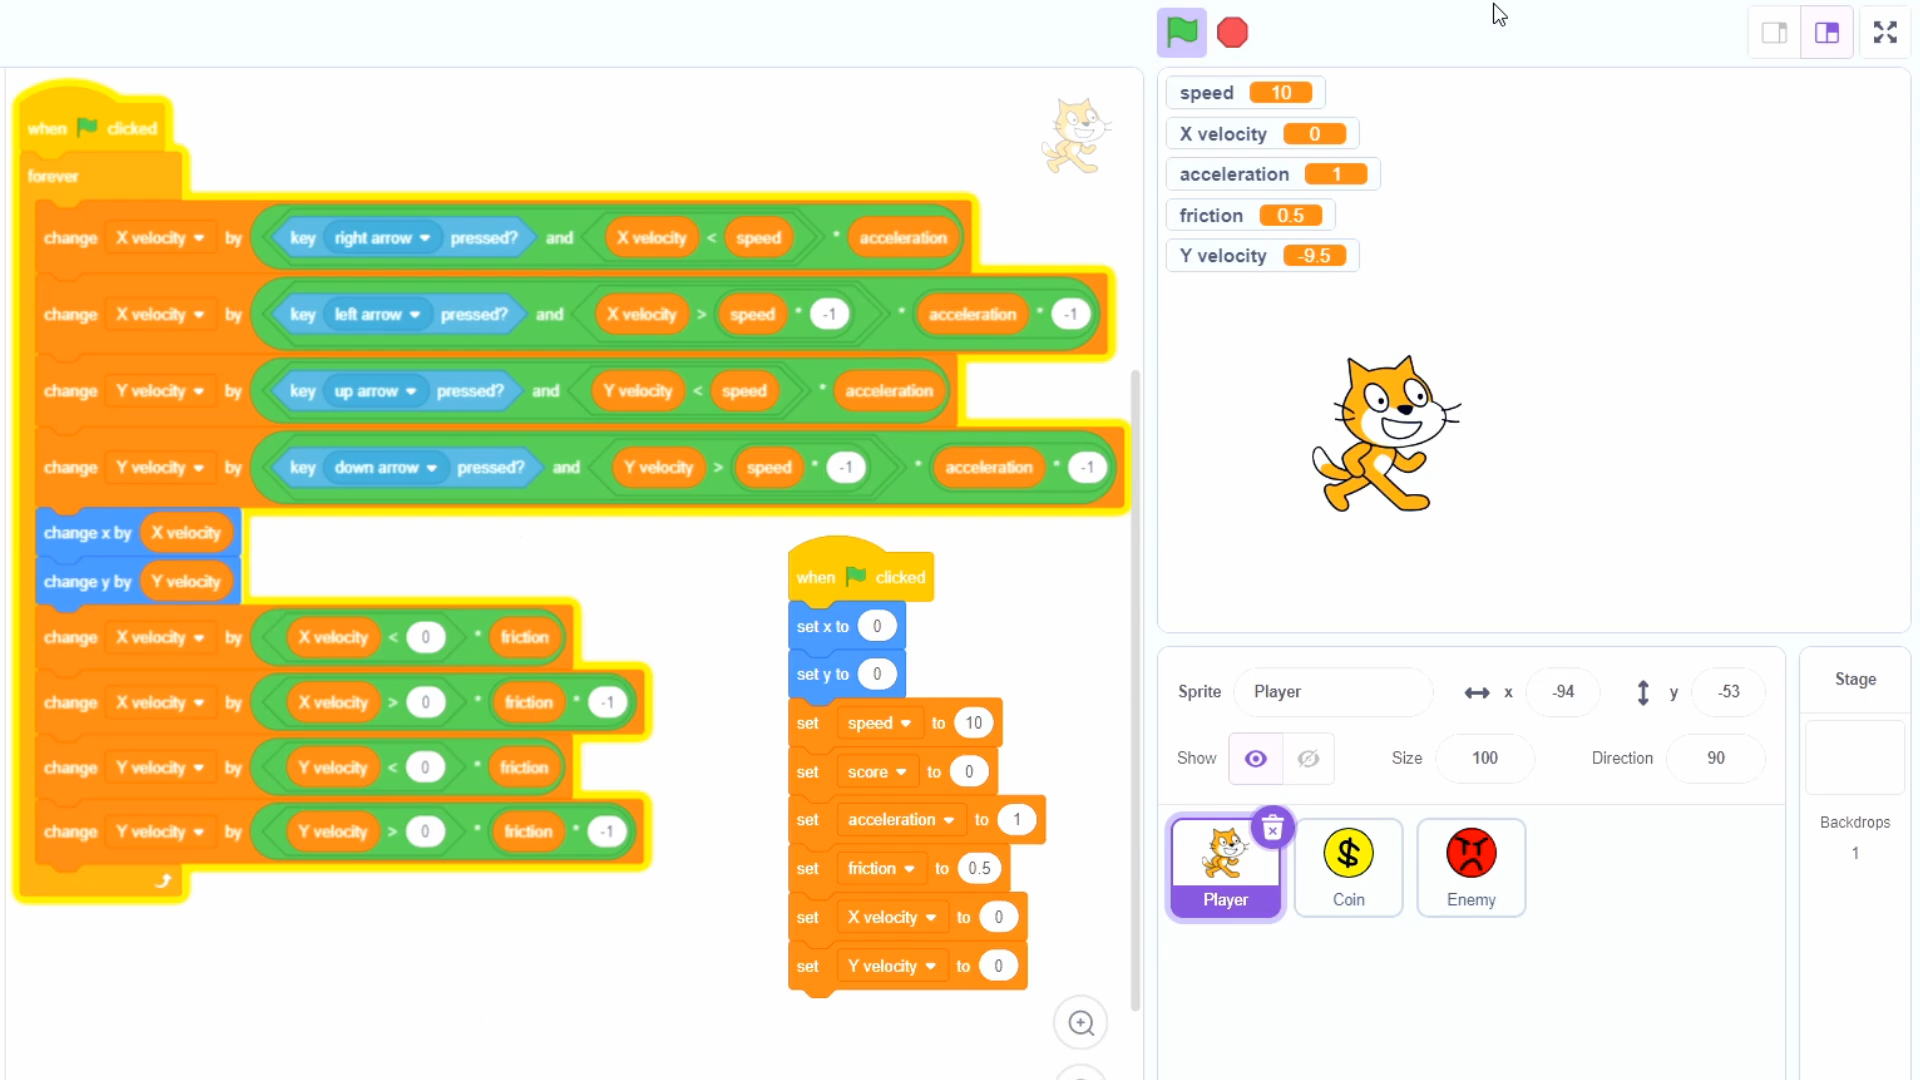 when clicked
forever
change X velocity by key right arrow pressed? and X velocity < speed * acceleration
change X velocity by key left arrow pressed? and X velocity > speed * -1 * acceleration * -1
change Y velocity by key up arrow pressed? and Y velocity < speed * acceleration
change Y velocity by key down arrow pressed? and Y velocity > speed * -1 * acceleration * -1
change x by X velocity
change y by Y velocity
change X velocity by X velocity < 0 * friction
change X velocity by X velocity > 0 * friction * -1
change Y velocity by Y velocity < 0 * friction
change Y velocity by Y velocity > 0 * friction * -1
when clicked
set x to 0
set y to 0
set speed to 10
set score to 0
set acceleration to 1
set friction to 0.5
set X velocity to 0
set Y velocity to 0
speed 10
X velocity 0
acceleration 1
friction 0.5
Y velocity -9.5
Sprite Player x -94 y -53
Show Size 100 Direction 90
Player
$
Coin
Enemy
Stage
Backdrops
1